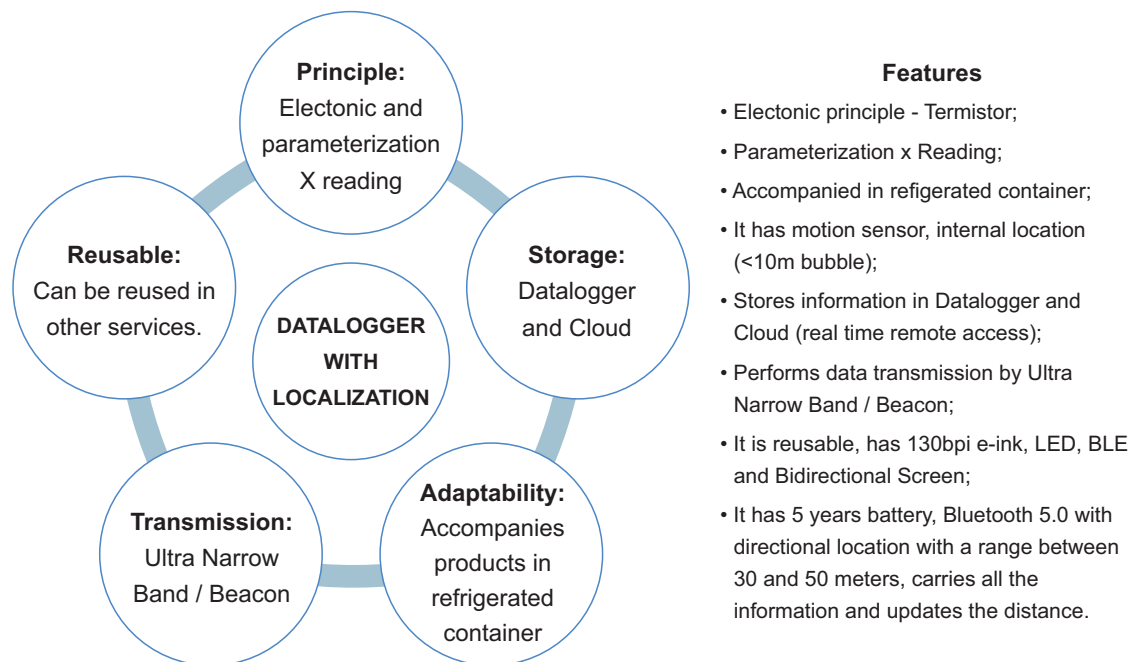 Principle:
Electonic and
parameterization
X reading
Storage:
Datalogger
and Cloud
Adaptability:
Accompanies
products in
refrigerated
container
Transmission:
Ultra Narrow
Band / Beacon
Reusable:
Can be reused in
other services.
DATALOGGER
WITH
LOCALIZATION
Features
• Electonic principle - Termistor;
• Parameterization x Reading;
• Accompanied in refigerated container;
• It has motion sensor, internal location
(<10m bubble);
• Stores information in Datalogger and
Cloud (real time remote access);
• Performs data transmission by Ultra
Narrow Band / Beacon;
• It is reusable, has 130bpi e-ink, LED, BLE
and Bidirectional Screen;
• It has 5 years battery, Bluetooth 5.0 with
directional location with a range between
30 and 50 meters, carries all the
information and updates the distance.